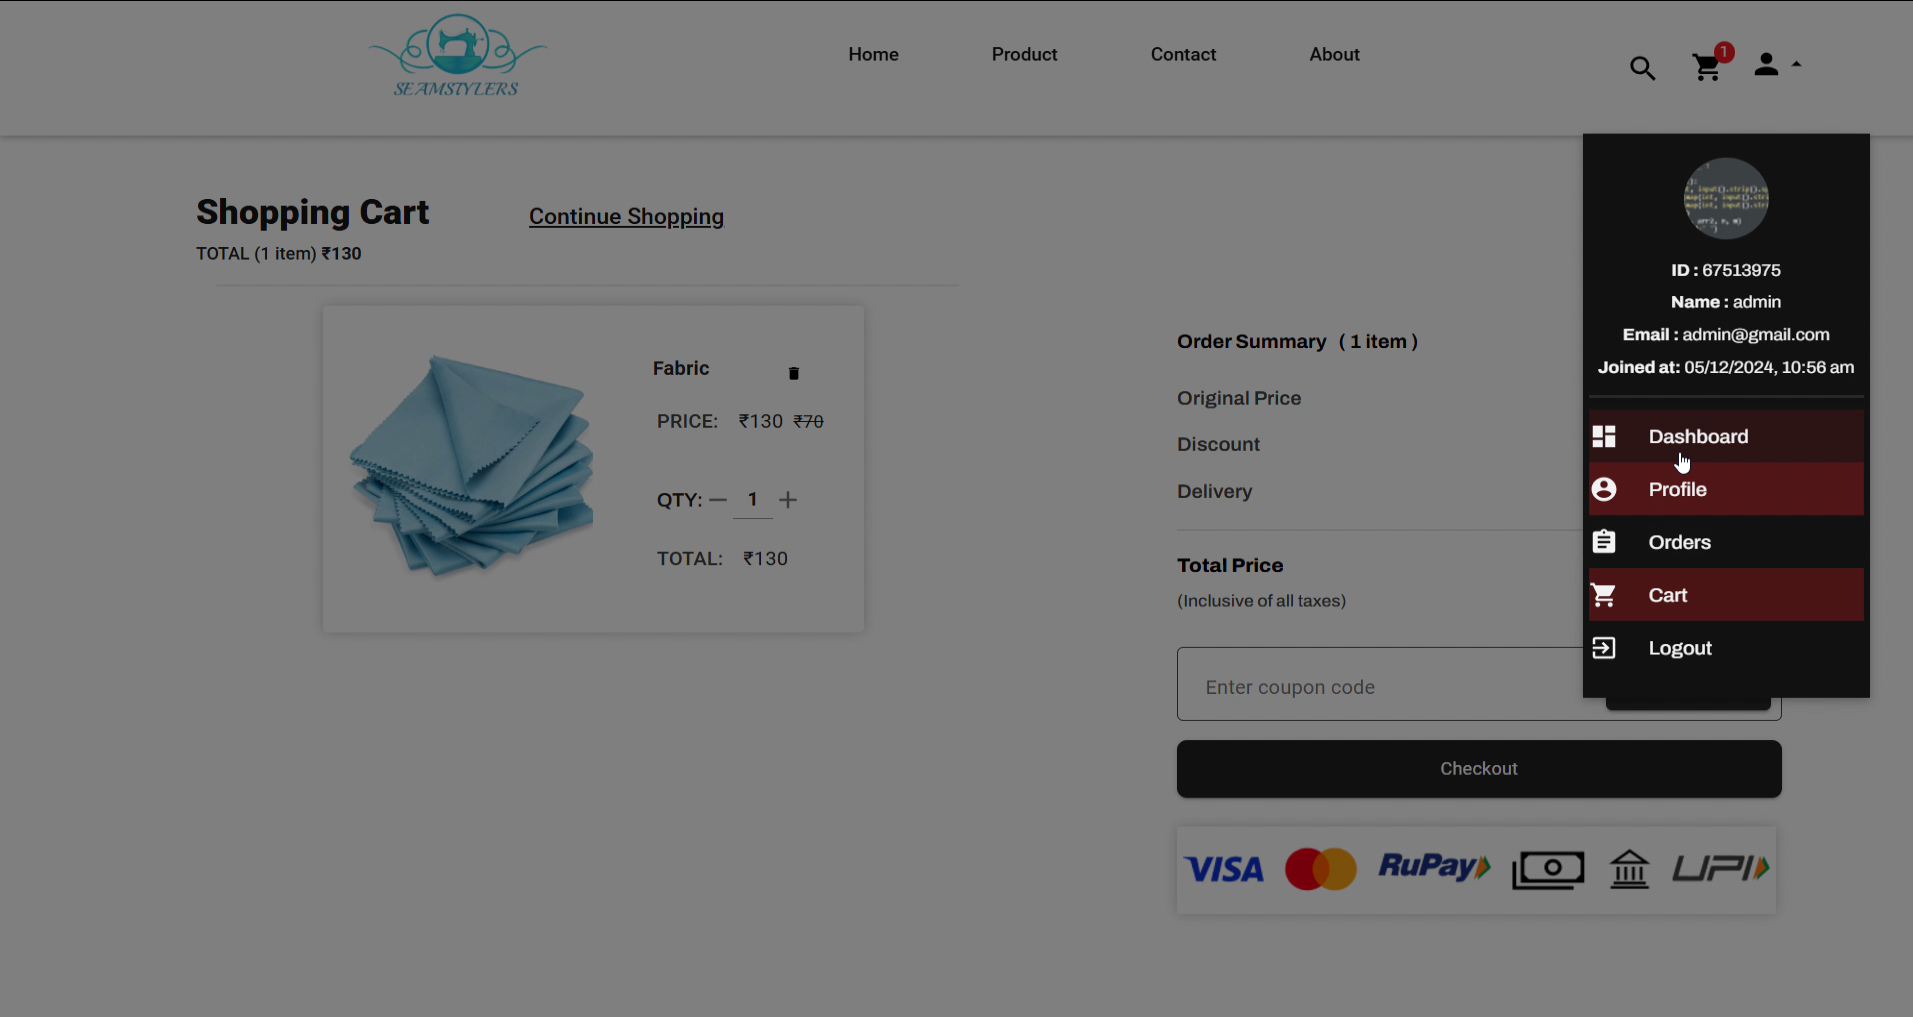 SEAMSTYLERS
Home
Product
Contact
About
1
Shopping Cart
Continue Shopping
TOTAL (1 item) ₹130
Fabric
PRICE: ₹130 ₹70
QTY: 1
TOTAL: ₹130
Order Summary ( 1 item )
Original Price
Discount
Delivery
Total Price
(Inclusive of all taxes)
Enter coupon code
Checkout
VISA
RuPay
UPI
ID : 67513975
Name : admin
Email : admin@gmail.com
Joined at: 05/12/2024, 10:56 am
Dashboard
Profile
Orders
Cart
Logout